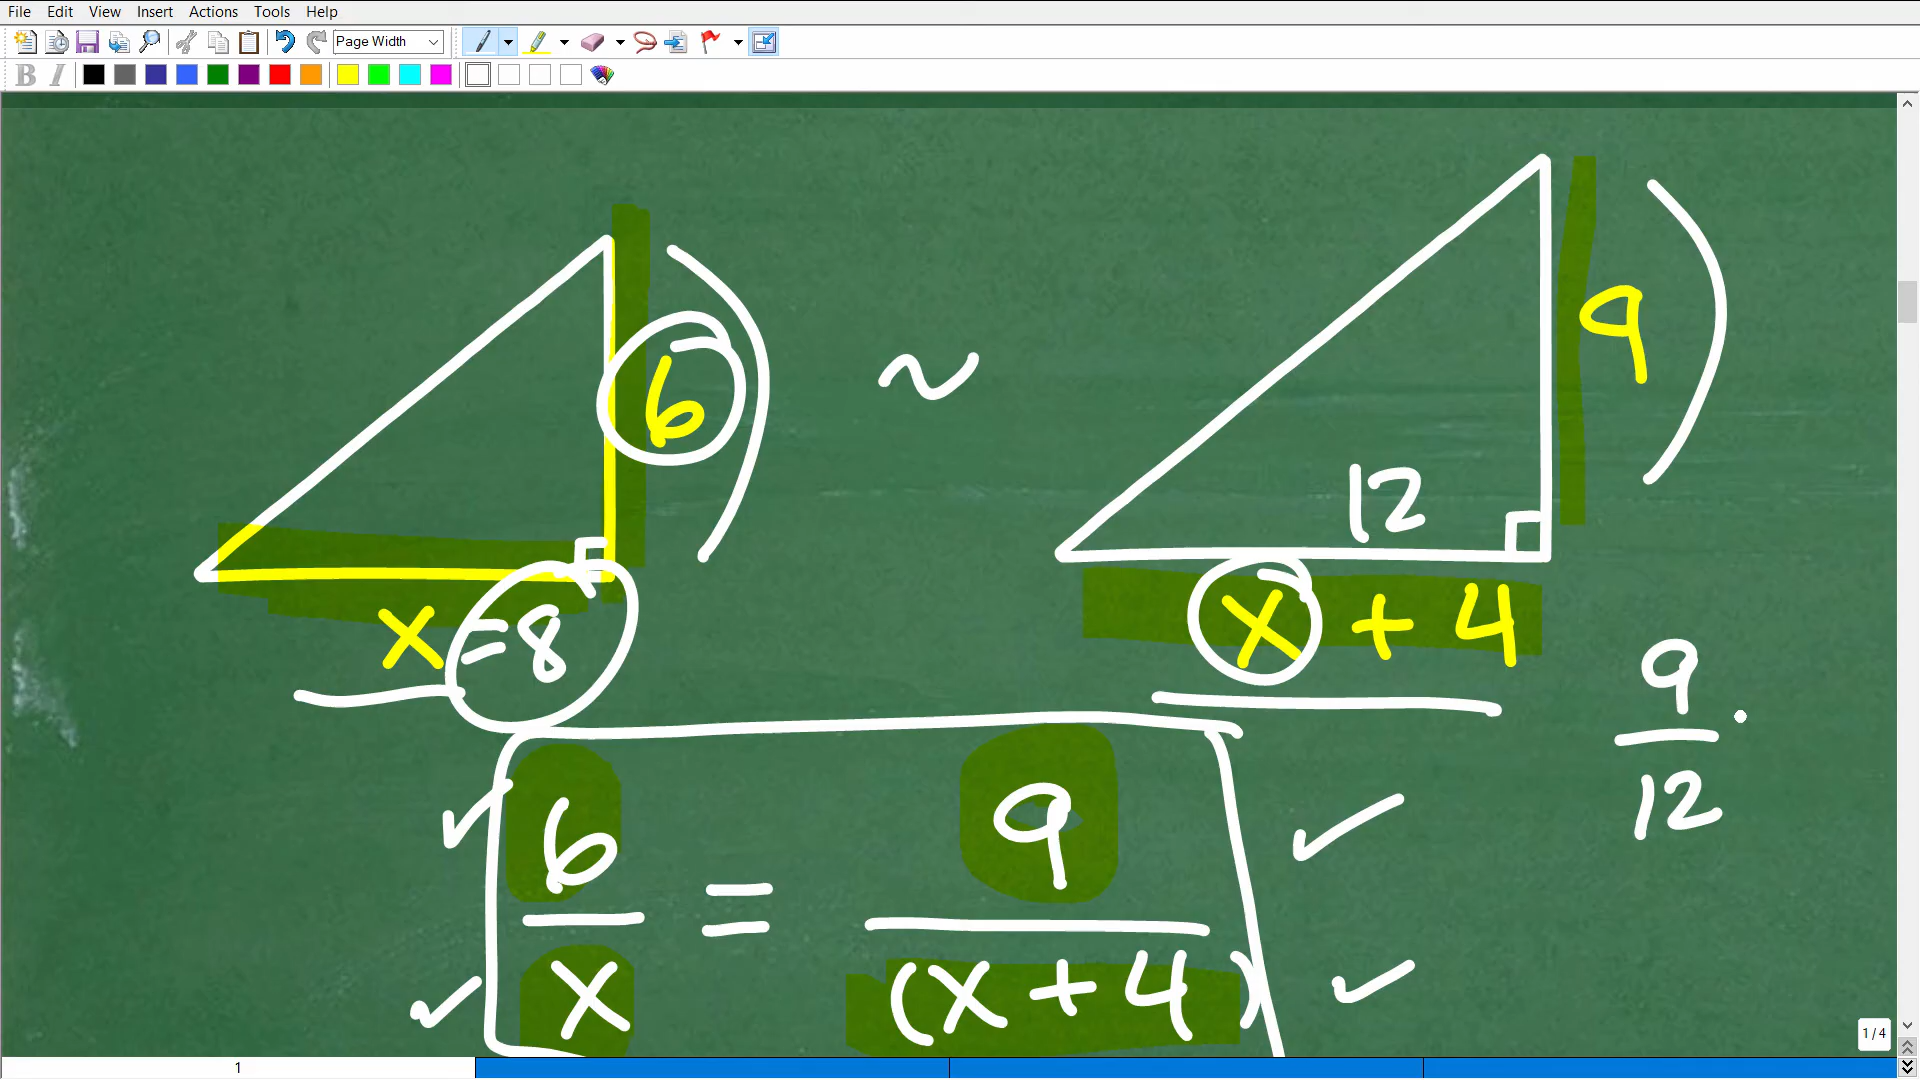 File Edit View Insert Actions Tools Help
Page Width
B I
6 ~ 9
12
x = 8
x + 4
9
12
6 = 9
x (x + 4)
1 / 4
1